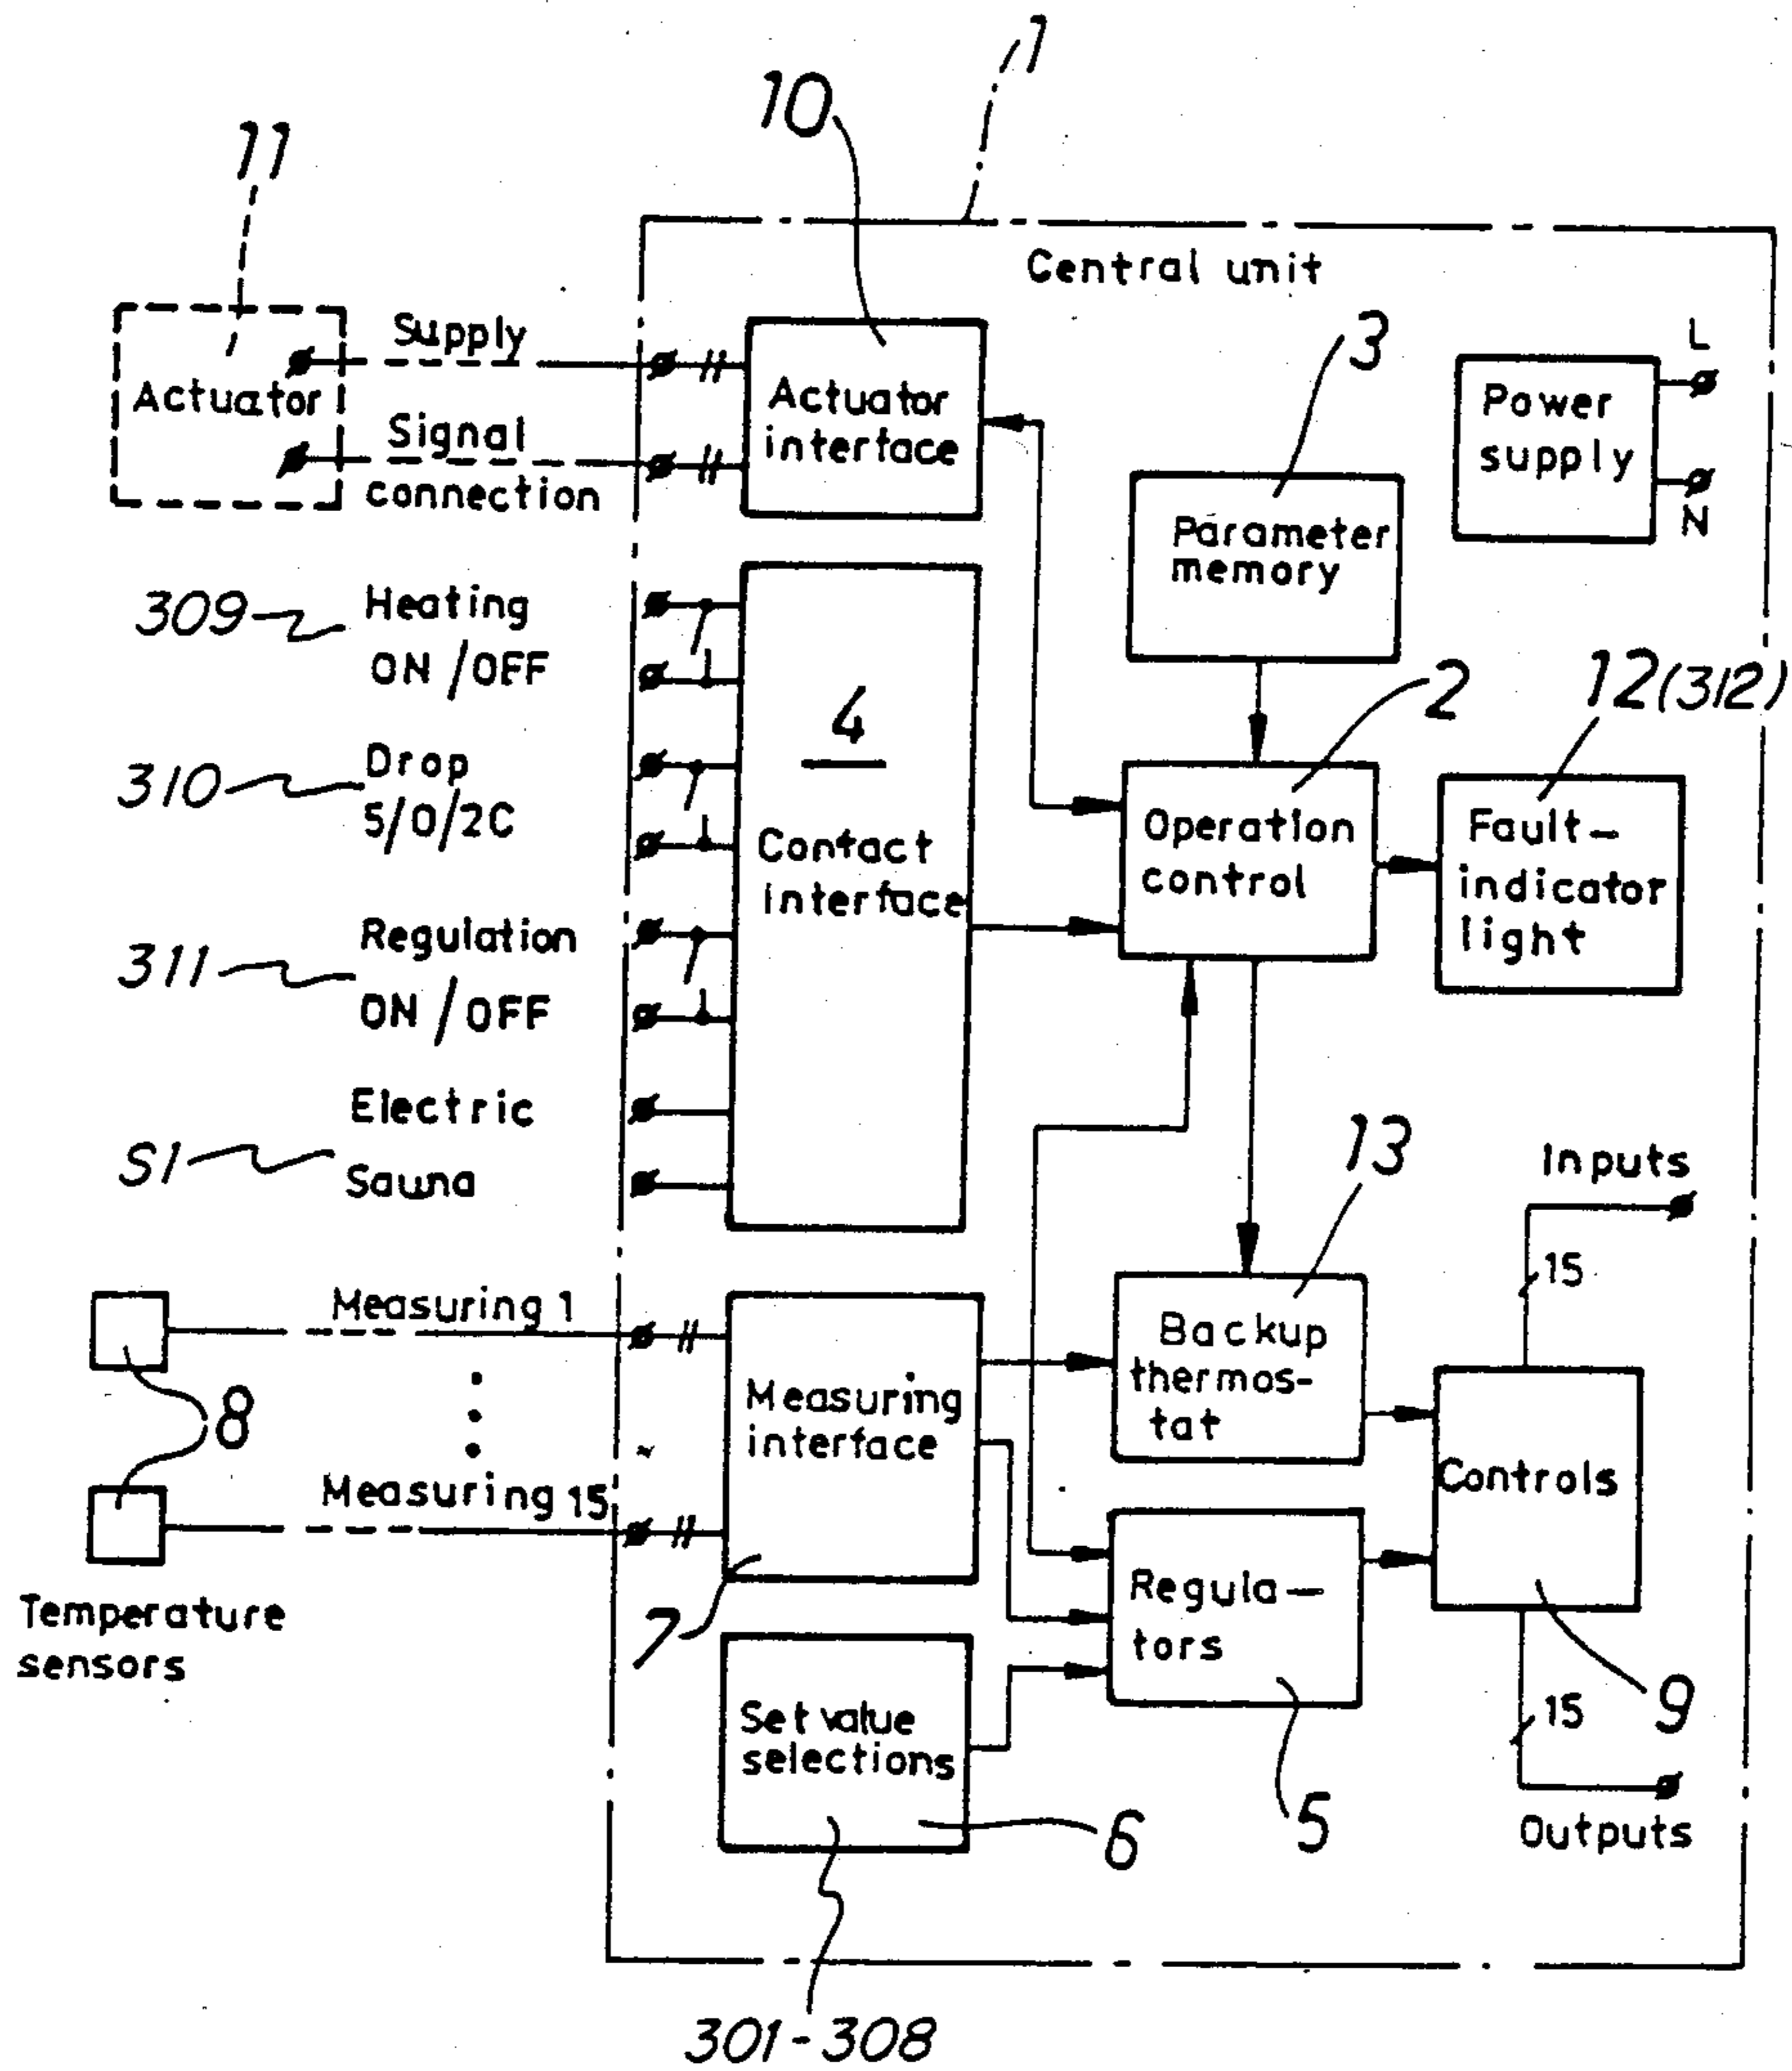 1
10
11
Central unit
Supply
Actuator
Signal
connection
Actuator
interface
3
L
Power
supply
N
Parameter
memory
309
Heating
ON / OFF
4
2
12(312)
310
Drop
5/0/2C
Contact
interface
Operation
control
Fault-
indicator
light
311
Regulation
ON / OFF
Electric
S1
Sauna
13
Inputs
15
Measuring 1
Backup
thermos-
tat
8
Measuring
interface
Controls
Measuring 15
Temperature
sensors
7
Regula-
tors
9
Set value
selections
15
6
5
Outputs
301-308